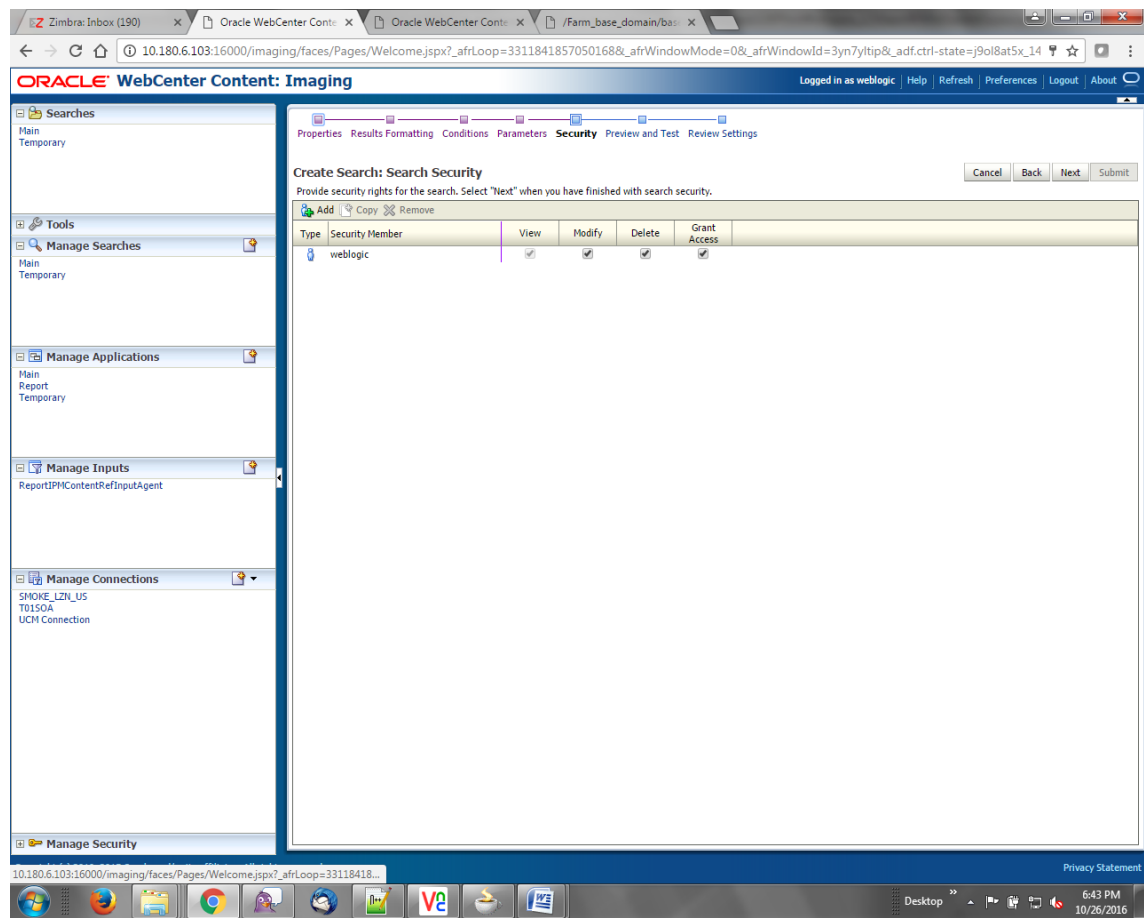 Zimbra: Inbox (190) Oracle WebCenter Conte Oracle WebCenter Conte /Farm_base_domain/bas
10.180.6.103:16000/imaging/faces/Pages/Welcome.jspx?_afrLoop=3311841857050168&_afrWindowMode=0&_afrWindowId=3yn7yltip&_adf.ctrl-state=j9ol8at5x_14
ORACLE WebCenter Content: Imaging
Logged in as weblogic Help Refresh Preferences Logout About
Searches
Main
Temporary
Tools
Manage Searches
Main
Temporary
Manage Applications
Main
Report
Temporary
Manage Inputs
ReportIPMContentRefInputAgent
Manage Connections
SMOKE_LZN_US
T01SOA
UCM Connection
Manage Security
Properties Results Formatting Conditions Parameters Security Preview and Test Review Settings
Create Search: Search Security
Cancel Back Next Submit
Provide security rights for the search. Select "Next" when you have finished with search security.
Add Copy Remove
Type Security Member View Modify Delete Grant Access
weblogic
Privacy Statement
10.180.6.103:16000/imaging/faces/Pages/Welcome.jspx?_afrLoop=33118418...
Desktop
6:43 PM
10/26/2016